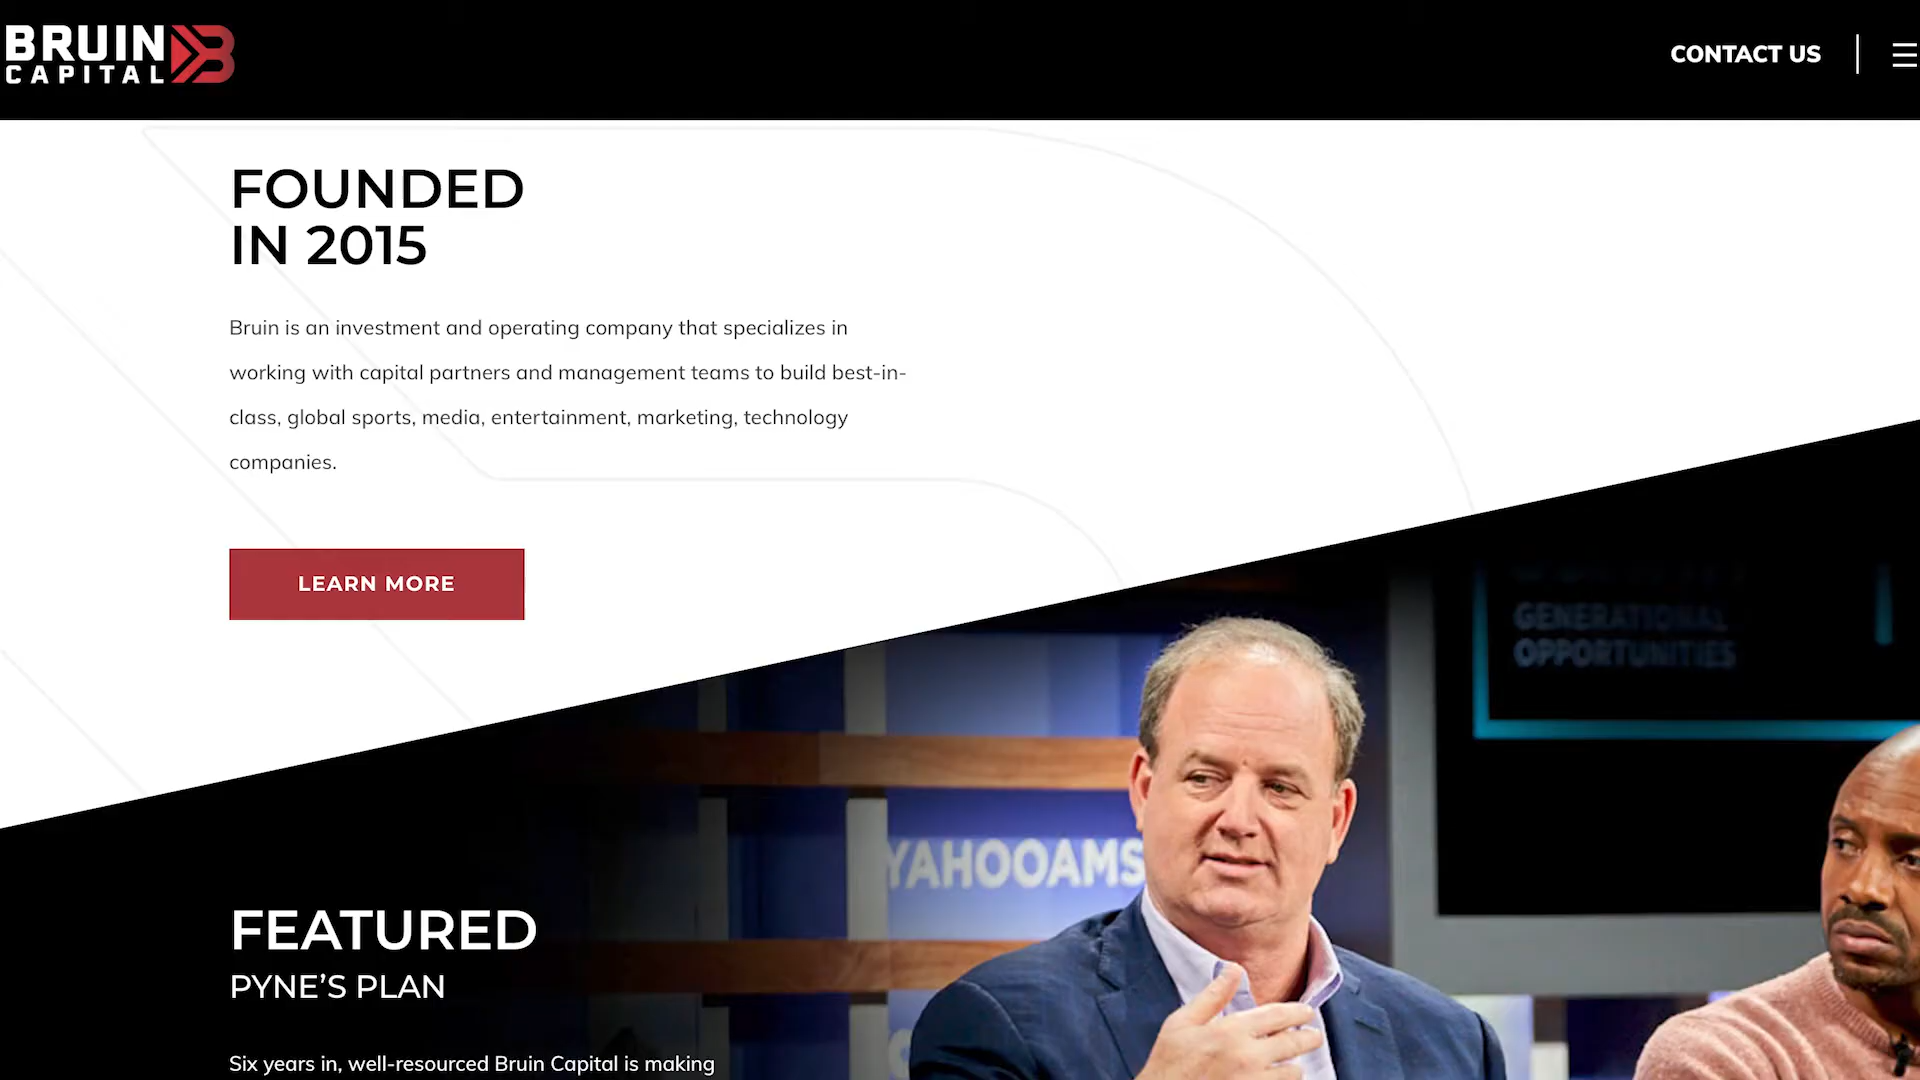 BRUIN
CAPITAL
CONTACT US
FOUNDED
IN 2015
Bruin is an investment and operating company that specializes in
working with capital partners and management teams to build best-in-
class, global sports, media, entertainment, marketing, technology
companies.
LEARN MORE
GENERATIONAL
OPPORTUNITIES
YAHOOAMS
FEATURED
PYNE’S PLAN
Six years in, well-resourced Bruin Capital is making